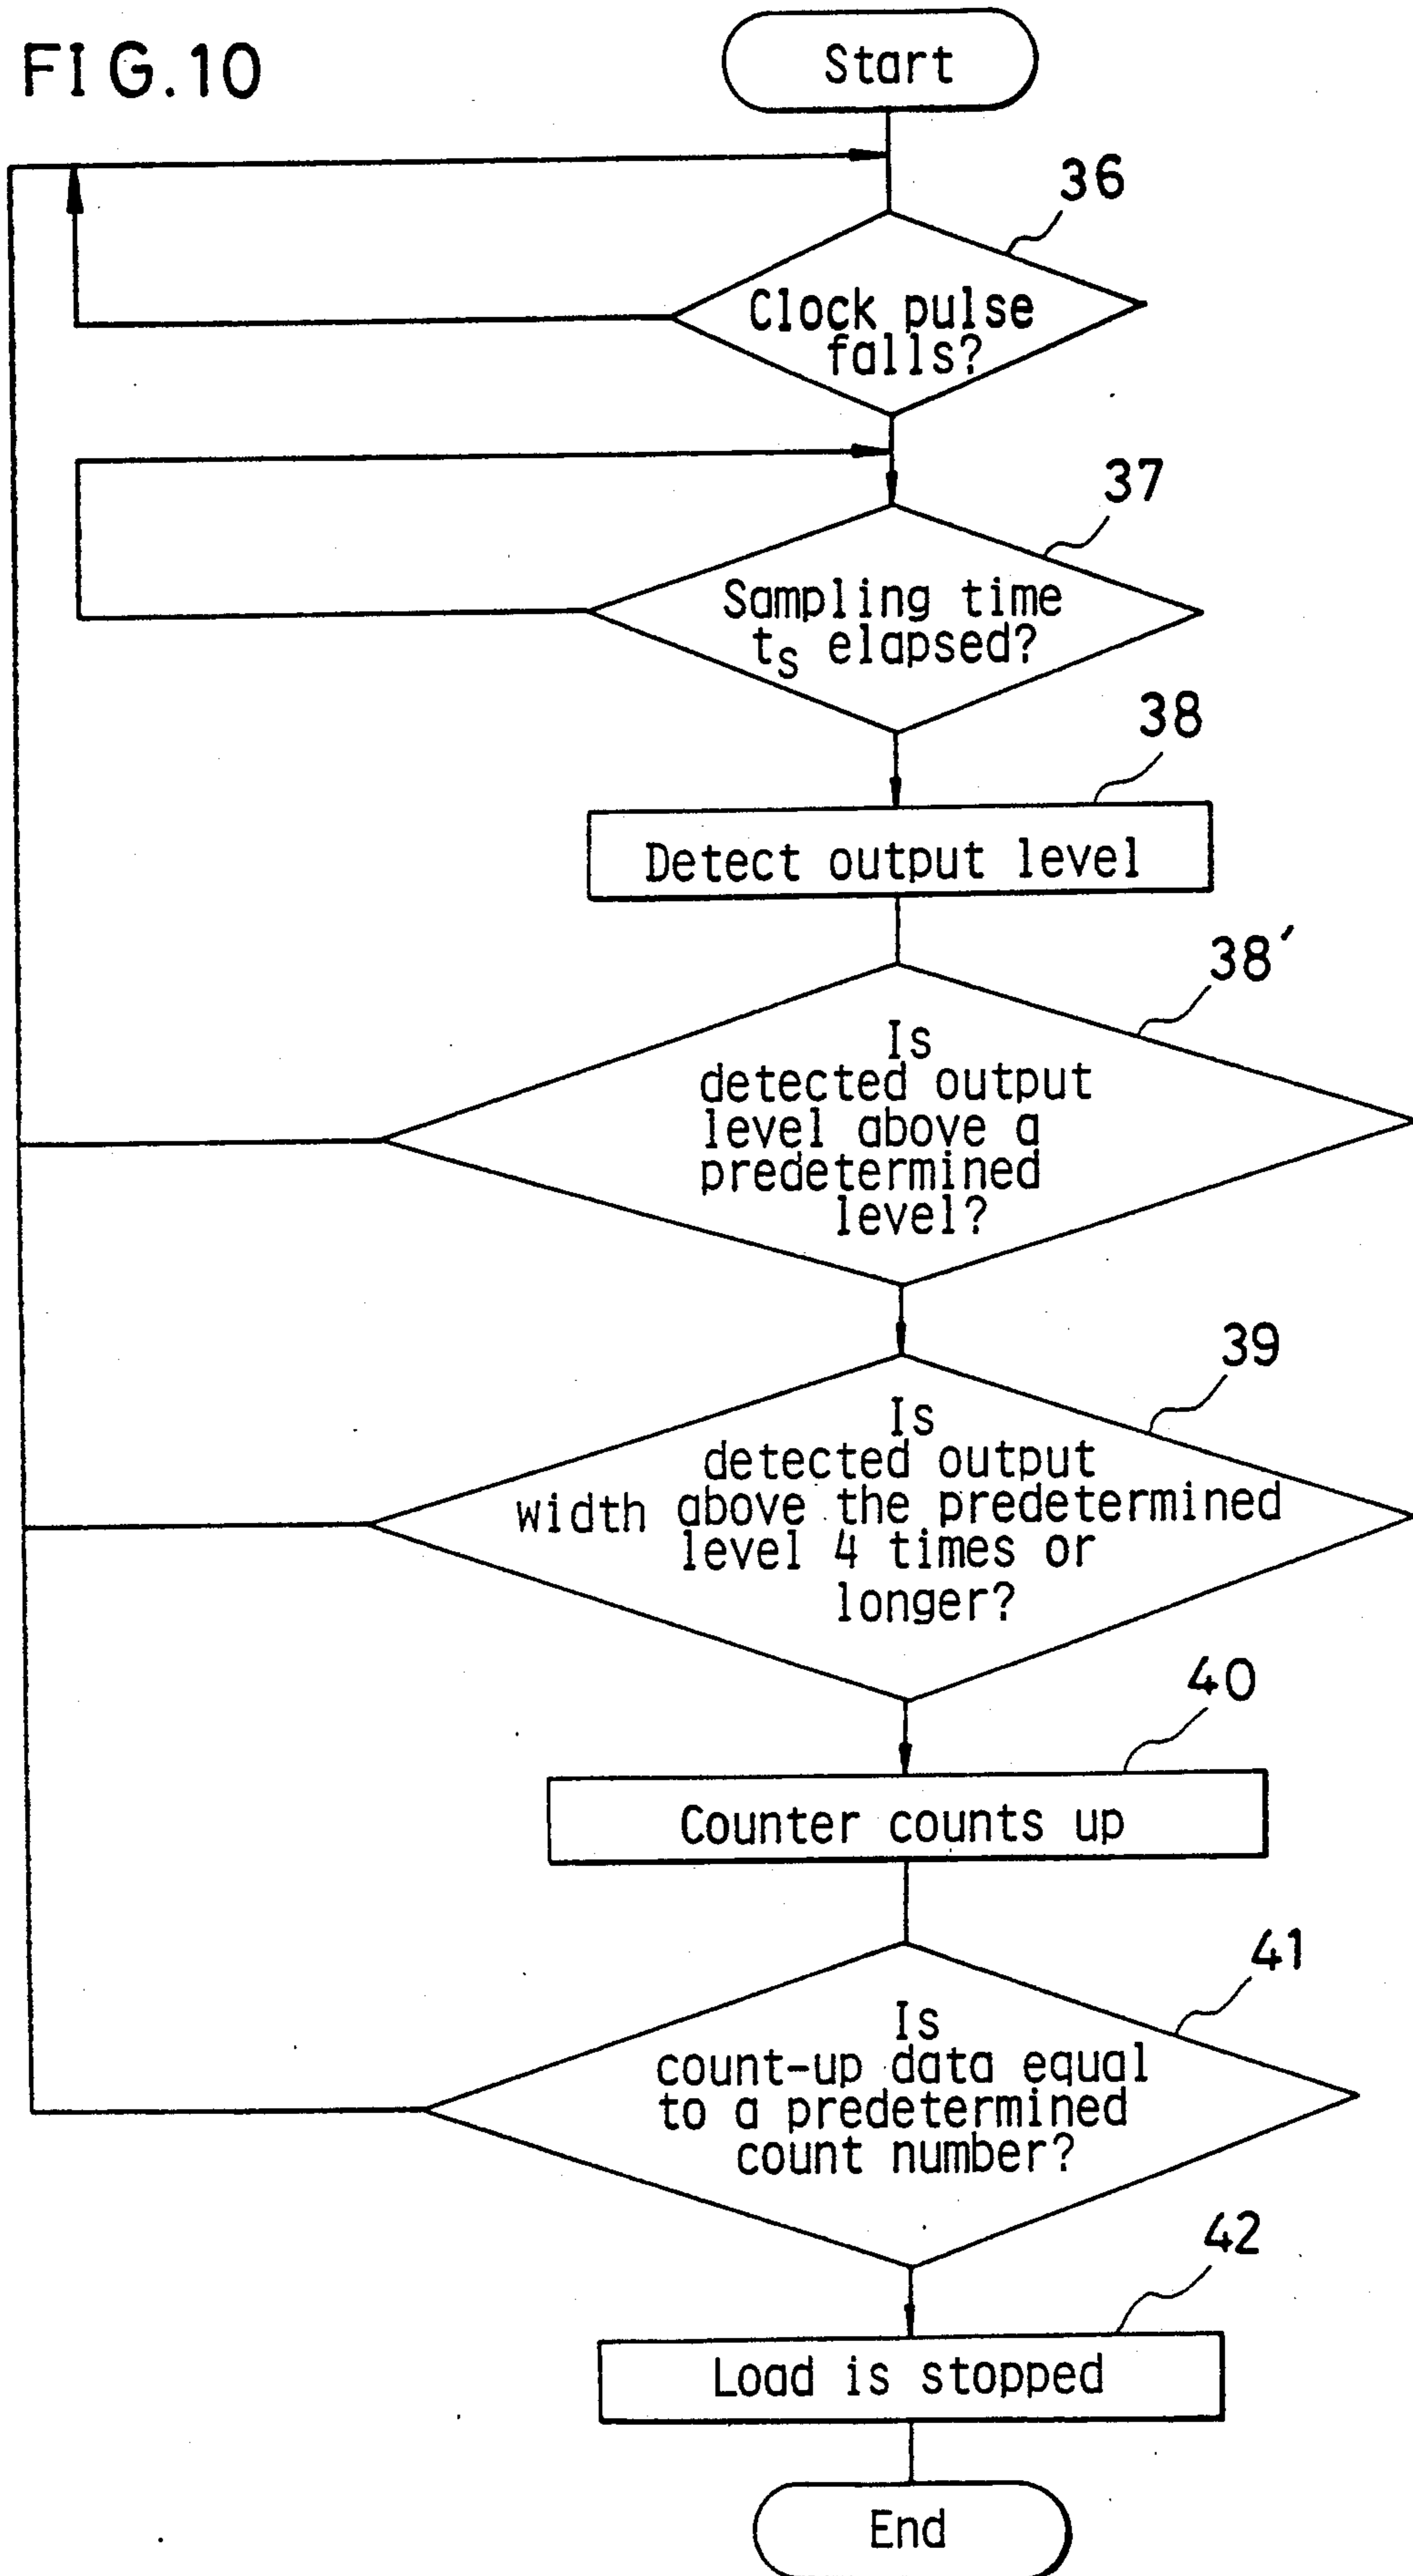 FIG.10
Start
36
Clock pulse
falls?
37
Sampling time
ts elapsed?
38
Detect output level
38'
Is
detected output
level above a
predetermined
level?
39
Is
detected output
width above the predetermined
level 4 times or
longer?
40
Counter counts up
41
Is
count-up data equal
to a predetermined
count number?
42
Load is stopped
End